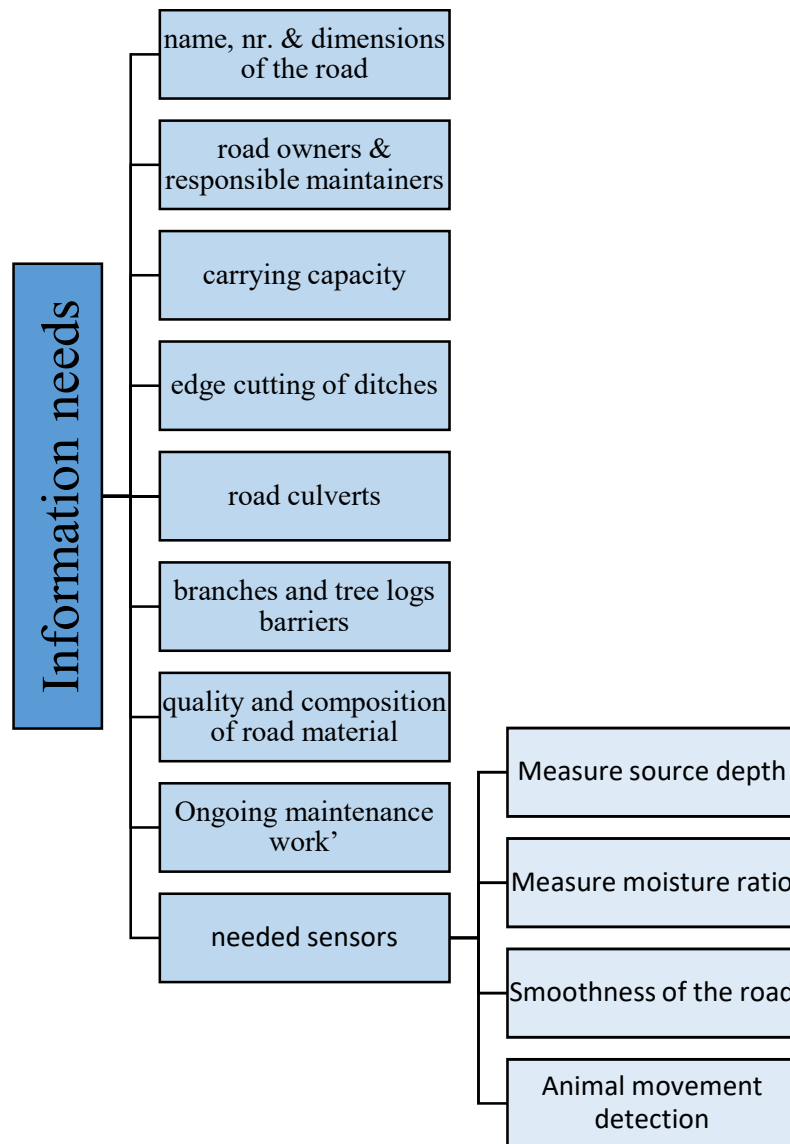 Information needs
name, nr. & dimensions
of the road
road owners &
responsible maintainers
carrying capacity
edge cutting of ditches
road culverts
branches and tree logs
barriers
quality and composition
of road material
Ongoing maintenance
work’
needed sensors
Measure source depth
Measure moisture ratio
Smoothness of the road
Animal movement
detection